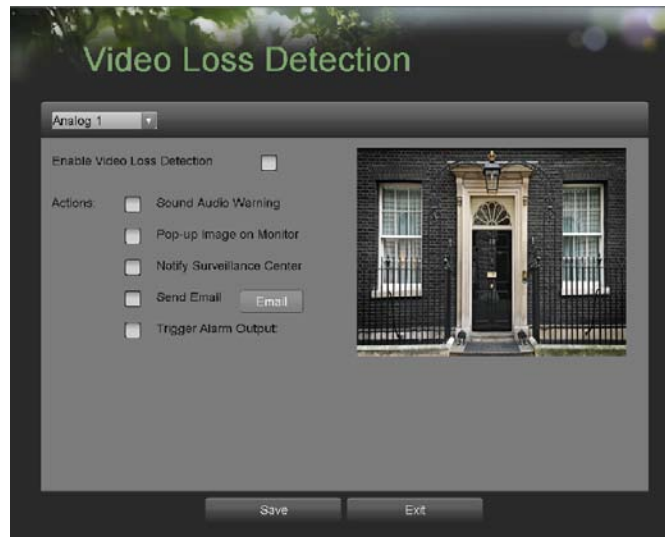 Video Loss Detection
Analog 1
Enable Video Loss Detection
Actions:
Sound Audio Warning
Pop-up Image on Monitor
Notify Surveillance Center
Send Email
Email
Trigger Alarm Output:
10
Save
Exit